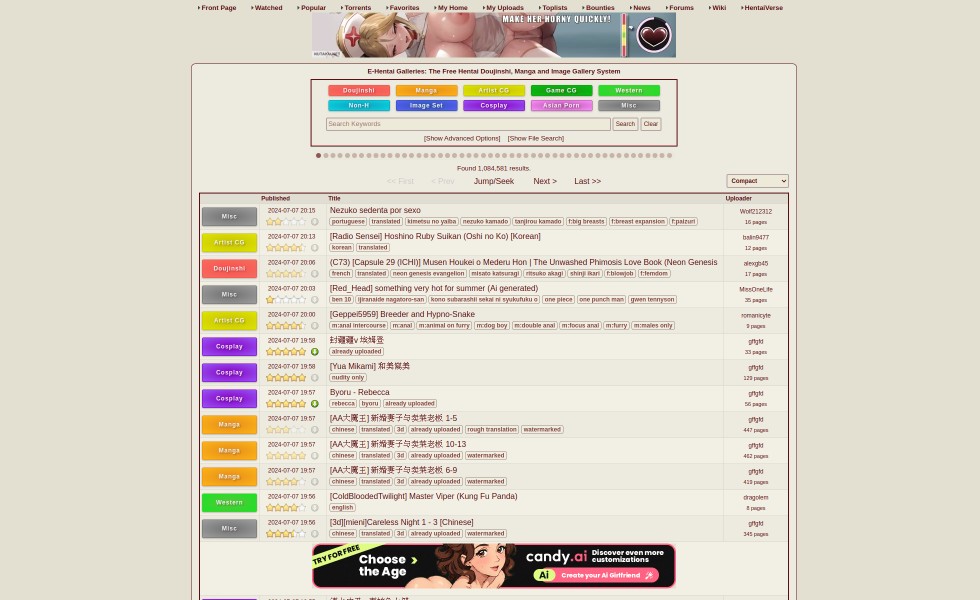 Front Page Watched Popular Torrents Favorites My Home My Uploads Toplists Bounties News Forums Wiki HentaiVerse
MAKE HER HORNY QUICKLY!
E-Hentai Galleries: The Free Hentai Doujinshi, Manga and Image Gallery System
Doujinshi Manga Artist CG Game CG Western
Non-H Image Set Cosplay Asian Porn Misc
Search Keywords Search Clear
[Show Advanced Options] [Show File Search]
Found 1,084,581 results.
<< First < Prev Jump/Seek Next > Last >> Compact
Published Title Uploader
Misc 2024-07-07 20:15 Nezuko sedenta por sexo Wolf212312
portuguese translated kimetsu no yaiba nezuko kamado tanjirou kamado f:big breasts f:breast expansion f:paizuri 16 pages
Artist CG 2024-07-07 20:13 [Radio Sensei] Hoshino Ruby Suikan (Oshi no Ko) [Korean] balin9477
korean translated 12 pages
Doujinshi 2024-07-07 20:06 (C73) [Capsule 29 (ICHI)] Musen Houkei o Mederu Hon | The Unwashed Phimosis Love Book (Neon Genesis alexgb45
french translated neon genesis evangelion misato katsuragi ritsuko akagi shinji ikari f:blowjob f:femdom 17 pages
Misc 2024-07-07 20:03 [Red_Head] something very hot for summer (Ai generated) MissOneLife
ben 10 ijiranaide nagatoro-san kono subarashii sekai ni syukufuku o one piece one punch man gwen tennyson 35 pages
Artist CG 2024-07-07 20:00 [Geppei5959] Breeder and Hypno-Snake romanicyte
m:anal intercourse m:anal m:animal on furry m:dog boy m:double anal m:focus anal m:furry m:males only 9 pages
Cosplay 2024-07-07 19:58 封疆疆v 埃姆登 gffgfd
already uploaded 33 pages
Cosplay 2024-07-07 19:58 [Yua Mikami] gffgfd
nudity only 129 pages
Cosplay 2024-07-07 19:57 Byoru - Rebecca gffgfd
rebecca byoru already uploaded 56 pages
Manga 2024-07-07 19:57 [AA大魔王] 新婚妻子与卖菜老板 1-5 gffgfd
chinese translated 3d already uploaded rough translation watermarked 447 pages
Manga 2024-07-07 19:57 [AA大魔王] 新婚妻子与卖菜老板 10-13 gffgfd
chinese translated 3d already uploaded watermarked 462 pages
Manga 2024-07-07 19:57 [AA大魔王] 新婚妻子与卖菜老板 6-9 gffgfd
chinese translated 3d already uploaded watermarked 419 pages
Western 2024-07-07 19:56 [ColdBloodedTwilight] Master Viper (Kung Fu Panda) dragolem
english 8 pages
Misc 2024-07-07 19:56 [3d][mieni]Careless Night 1 - 3 [Chinese] gffgfd
chinese translated 3d already uploaded watermarked 345 pages
TRY FOR FREE Choose the Age candy.ai Discover even more customizations
Ai Create your AI Girlfriend